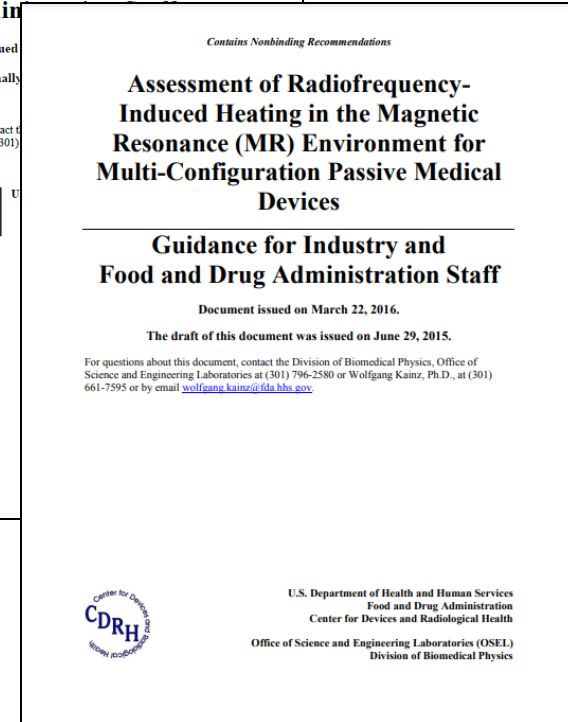 in
ued
ally
act t
301)
U
Contains Nonbinding Recommendations
Assessment of Radiofrequency-
Induced Heating in the Magnetic
Resonance (MR) Environment for
Multi-Configuration Passive Medical
Devices
Guidance for Industry and
Food and Drug Administration Staff
Document issued on March 22, 2016.
The draft of this document was issued on June 29, 2015.
For questions about this document, contact the Division of Biomedical Physics, Office of
Science and Engineering Laboratories at (301) 796-2580 or Wolfgang Kainz, Ph.D., at (301)
661-7595 or by email wolfgang.kainz@fda.hhs.gov.
Center for Devices and Radiological Health
CDRH
U.S. Department of Health and Human Services
Food and Drug Administration
Center for Devices and Radiological Health
Office of Science and Engineering Laboratories (OSEL)
Division of Biomedical Physics